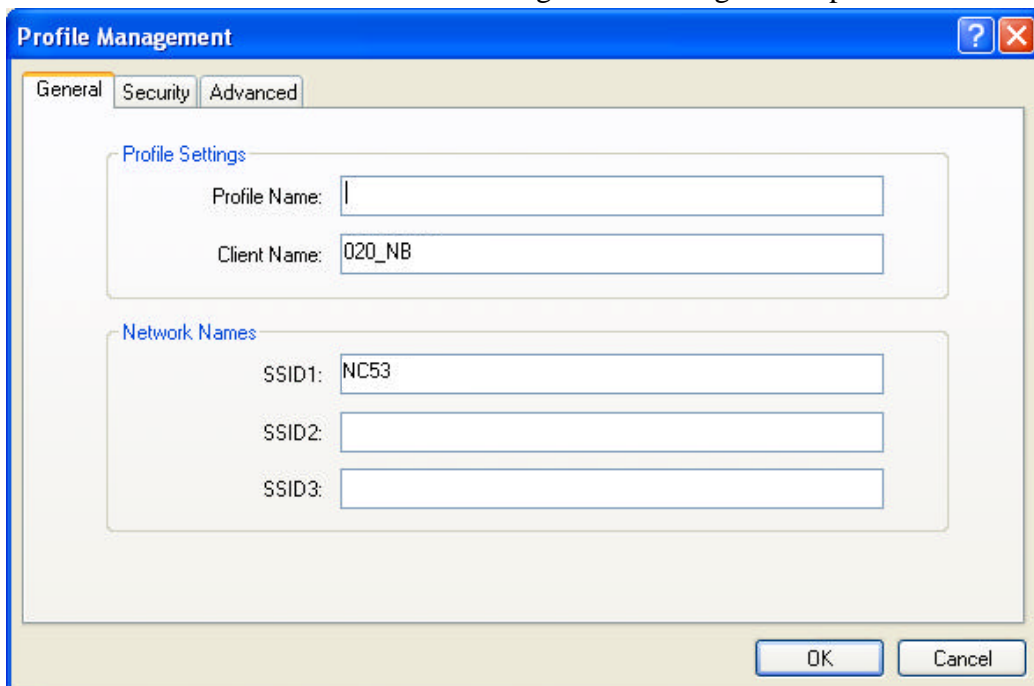 Profile Management
General Security Advanced
Profile Settings
Profile Name:
Client Name: 020_NB
Network Names
SSID1: NC53
SSID2:
SSID3:
OK Cancel